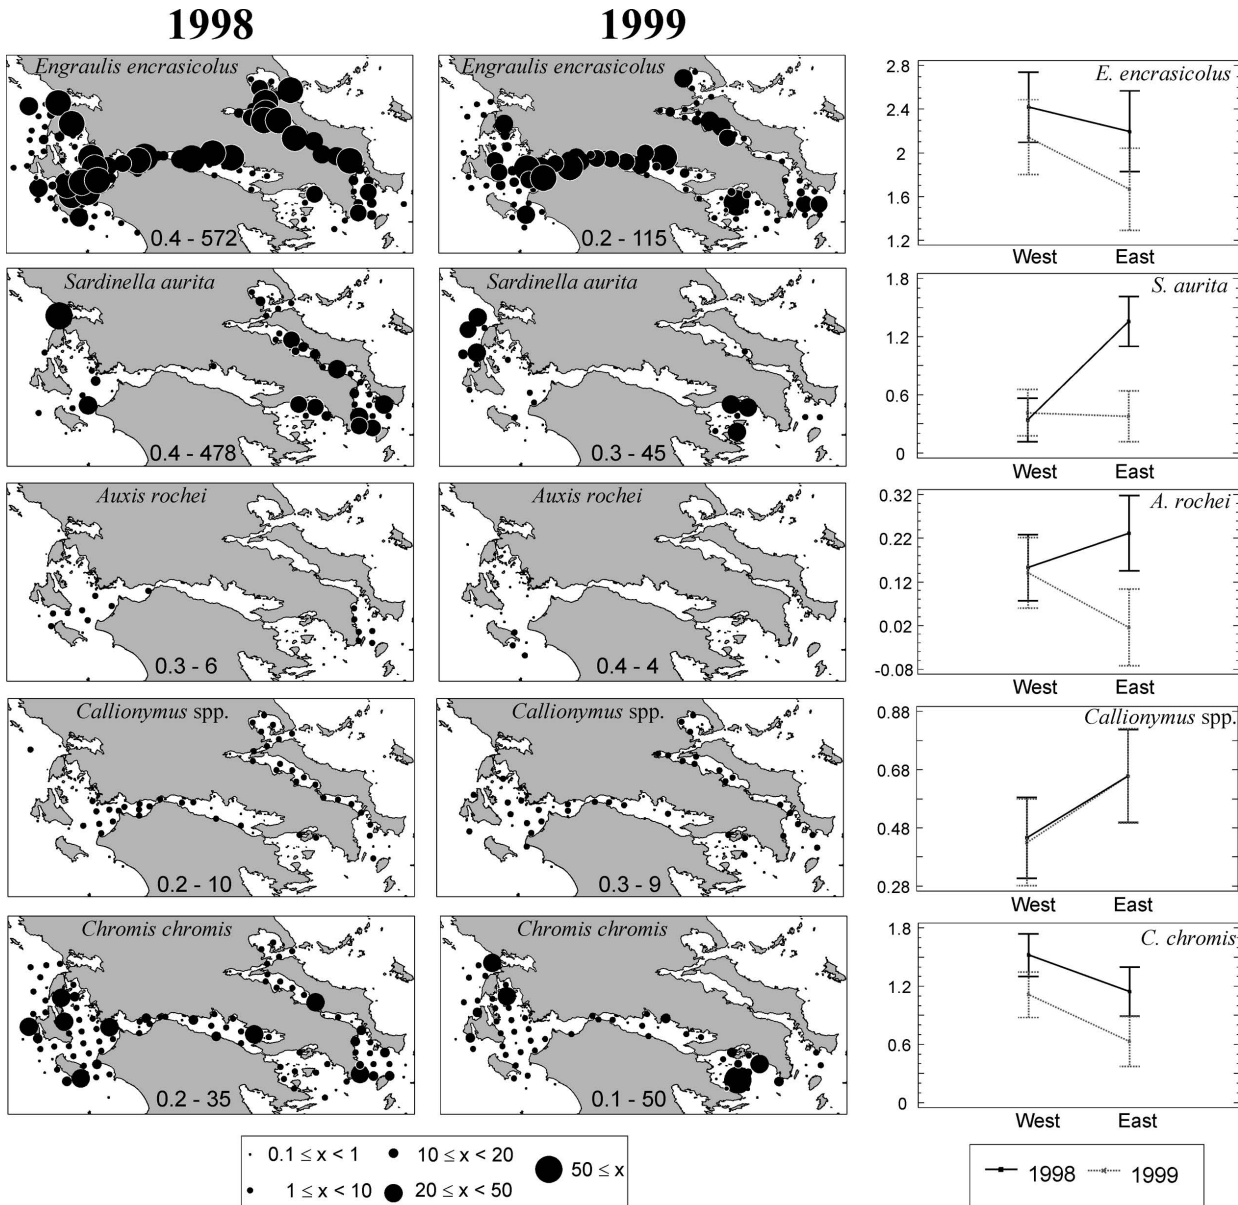 1998
1999
Engraulis encrasicolus
0.4 - 572
Engraulis encrasicolus
0.2 - 115
E. encrasicolus
2.8
2.4
2
1.6
1.2
West East
Sardinella aurita
0.4 - 478
Sardinella aurita
0.3 - 45
S. aurita
1.8
1.2
0.6
0
West East
Auxis rochei
0.3 - 6
Auxis rochei
0.4 - 4
A. rochei
0.32
0.22
0.12
0.02
-0.08
West East
Callionymus spp.
0.2 - 10
Callionymus spp.
0.3 - 9
Callionymus spp.
0.88
0.68
0.48
0.28
West East
Chromis chromis
0.2 - 35
Chromis chromis
0.1 - 50
C. chromis
1.8
1.2
0.6
0
West East
0.1 ≤ x < 1
10 ≤ x < 20
50 ≤ x
1 ≤ x < 10
20 ≤ x < 50
1998
1999